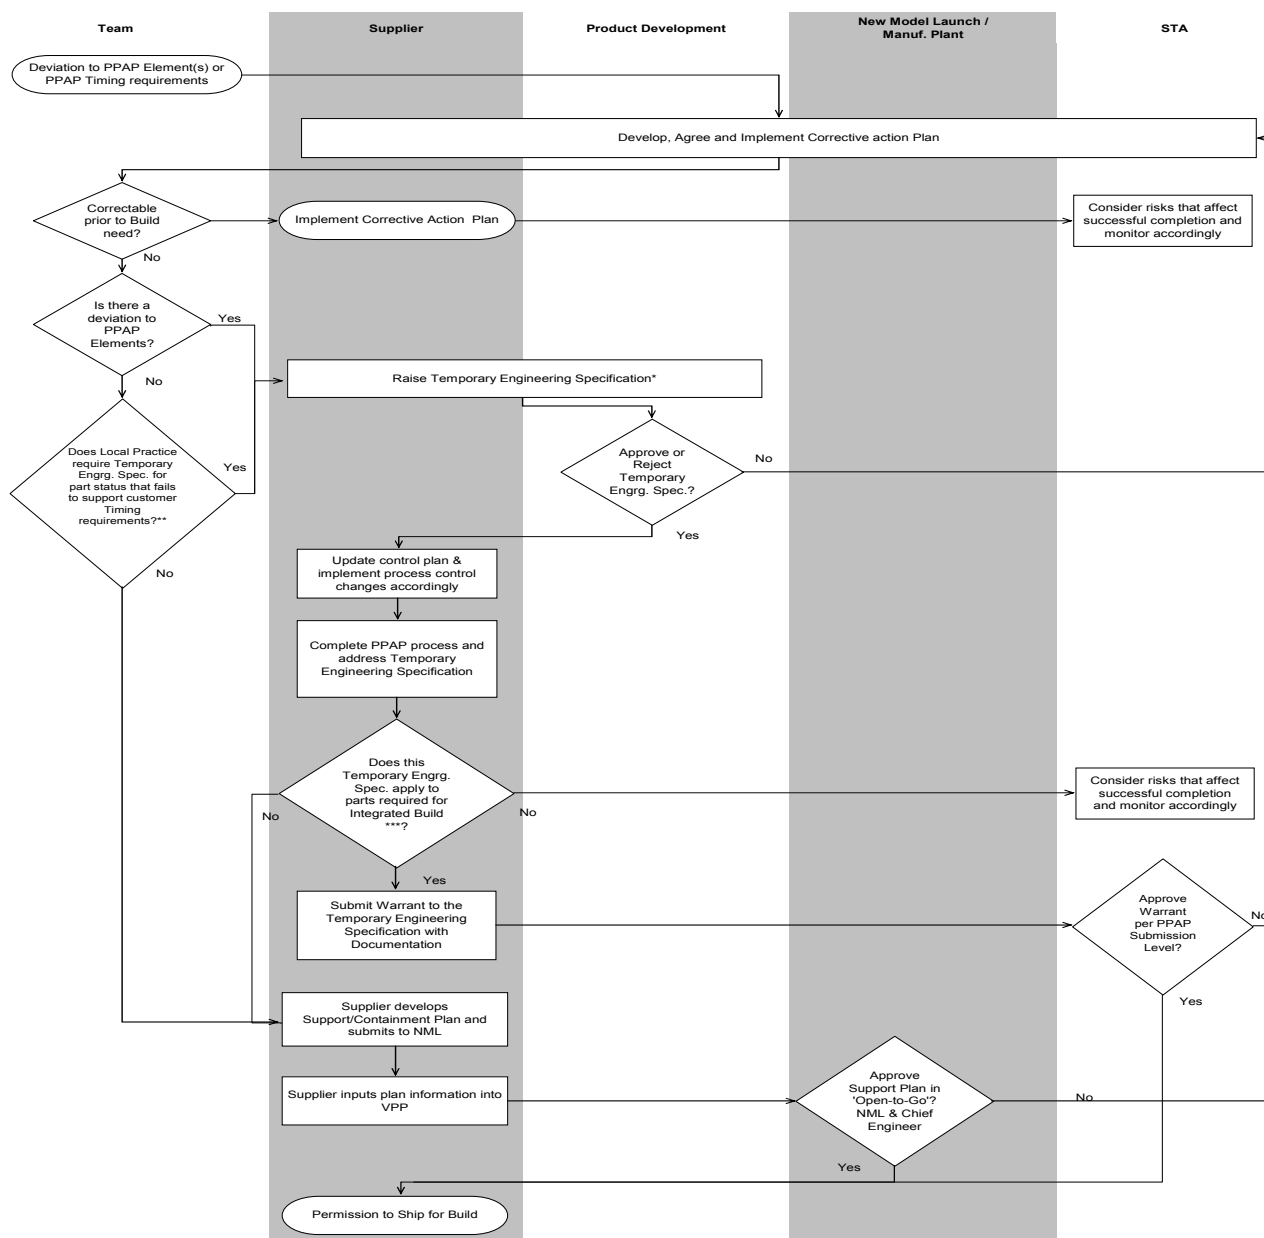 Team
Supplier
Product Development
New Model Launch /
Manuf. Plant
STA
Deviation to PPAP Element(s) or
PPAP Timing requirements
Develop, Agree and Implement Corrective action Plan
Correctable
prior to Build
need?
Implement Corrective Action Plan
Consider risks that affect
successful completion and
monitor accordingly
No
Is there a
deviation to
PPAP
Elements?
Yes
No
Raise Temporary Engineering Specification*
Does Local Practice
require Temporary
Engrg. Spec. for
part status that fails
to support customer
Timing
requirements?**
Yes
No
Approve or
Reject
Temporary
Engrg. Spec.?
No
Yes
Update control plan &
implement process control
changes accordingly
Complete PPAP process and
address Temporary
Engineering Specification
Does this
Temporary Engrg.
Spec. apply to
parts required for
Integrated Build
***?
No
No
Consider risks that affect
successful completion
and monitor accordingly
Yes
Submit Warrant to the
Temporary Engineering
Specification with
Documentation
Approve
Warrant
per PPAP
Submission
Level?
No
Yes
Supplier develops
Support/Containment Plan and
submits to NML
Supplier inputs plan information into
VPP
Approve
Support Plan in
'Open-to-Go'?
NML & Chief
Engineer
No
Yes
Permission to Ship for Build